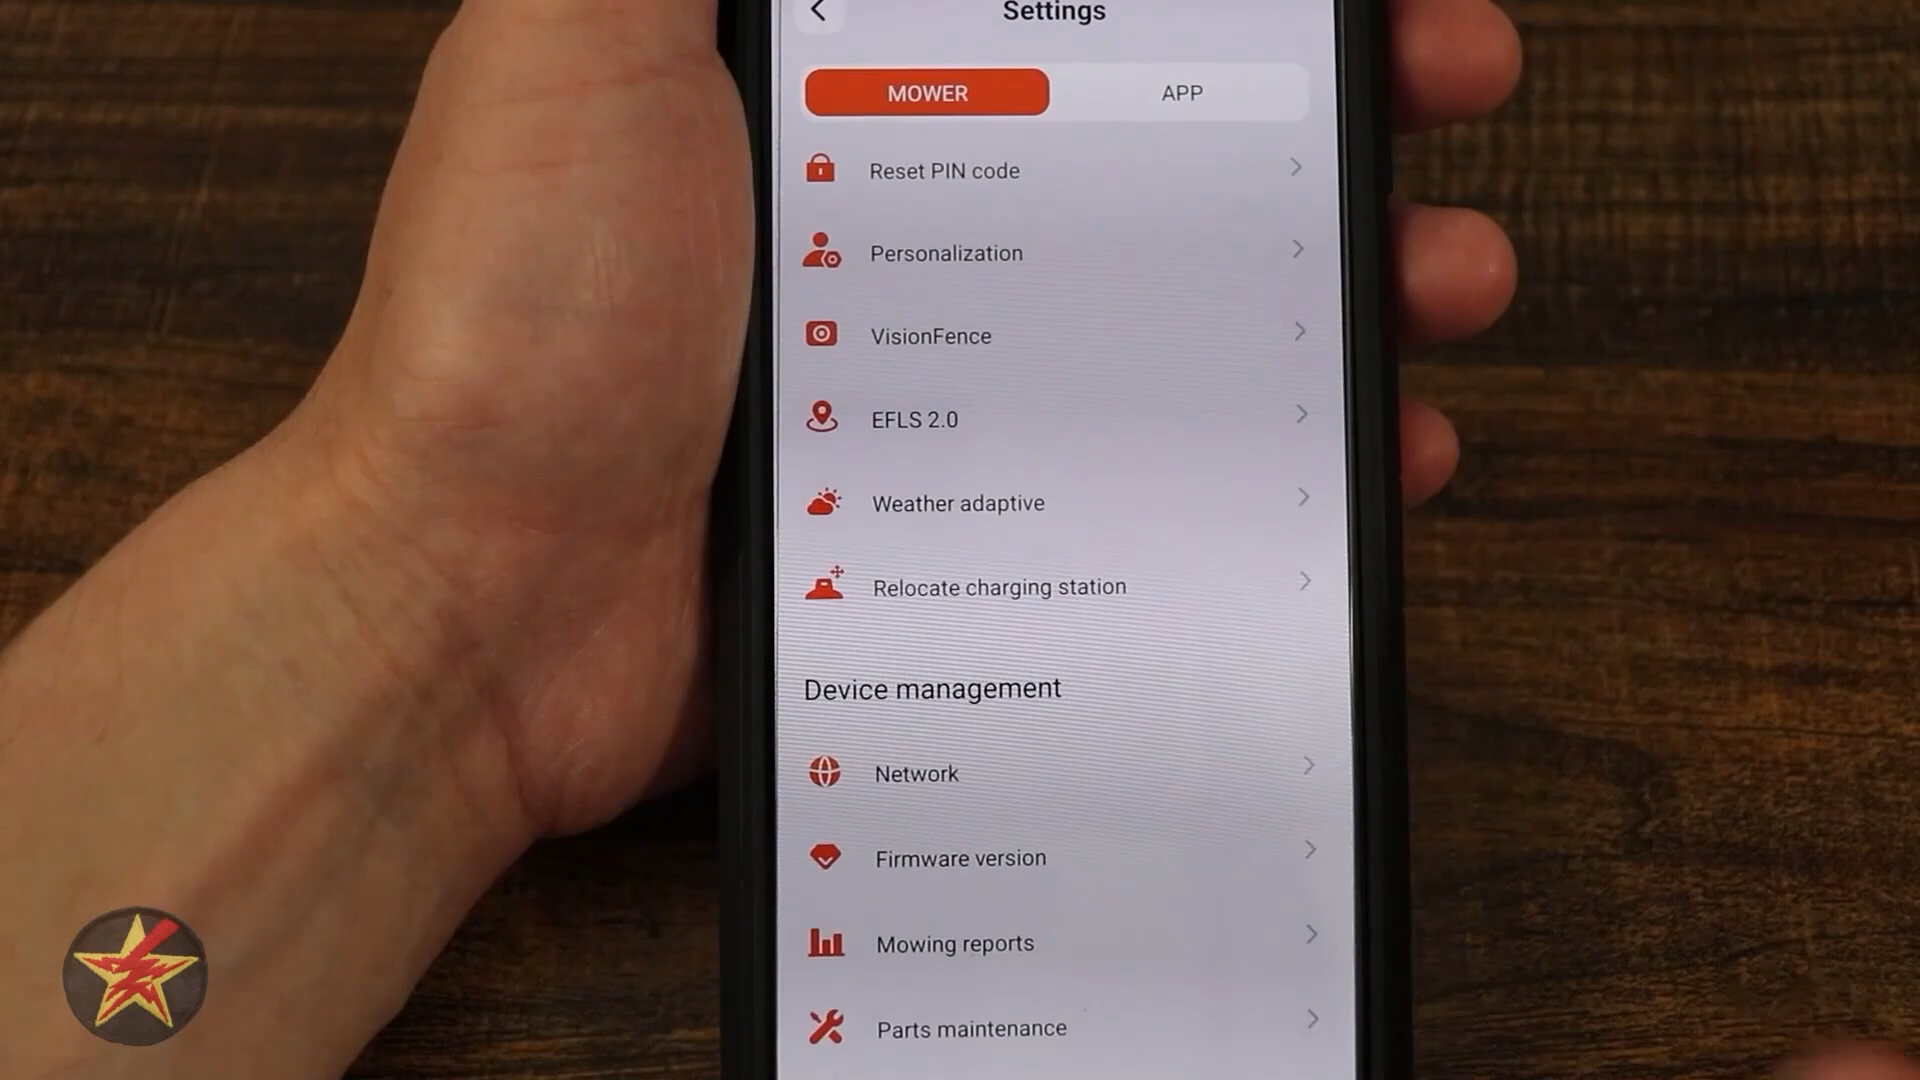 Settings
MOWER
APP
Reset PIN code
Personalization
VisionFence
EFLS 2.0
Weather adaptive
Relocate charging station
Device management
Network
Firmware version
Mowing reports
Parts maintenance